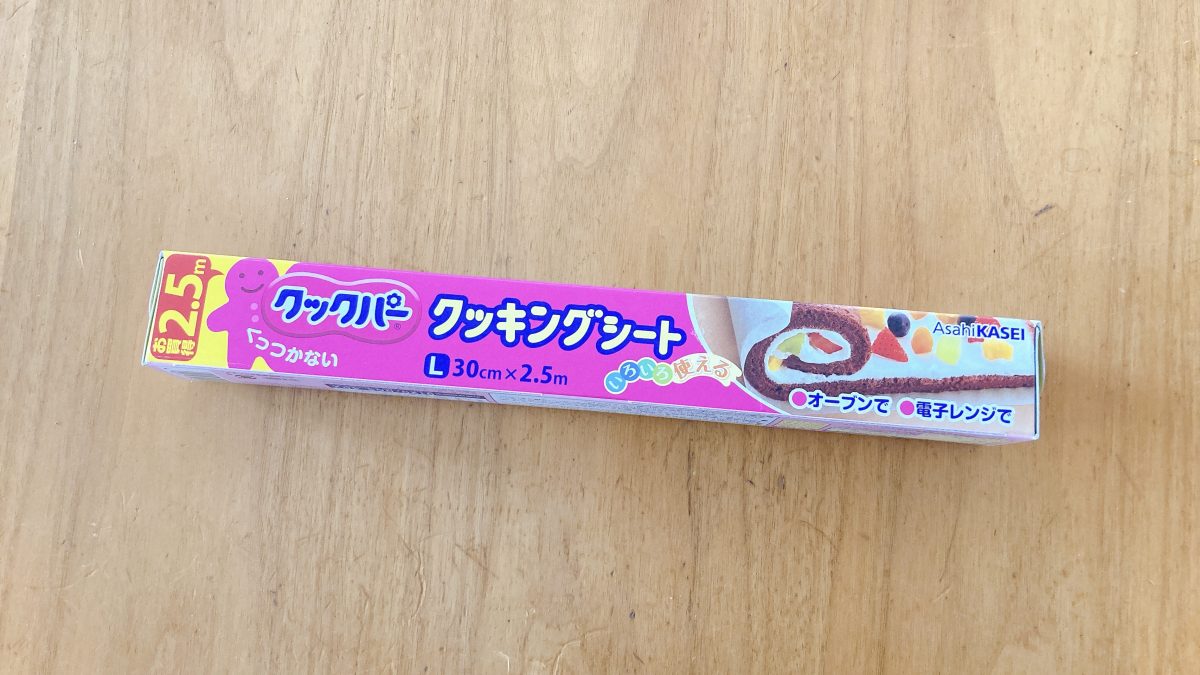 お買得
2.5m
クックパー®
くっつかない
クッキングシート
L 30cm×2.5m
いろいろ使える
AsahiKASEI
●オーブンで ●電子レンジで